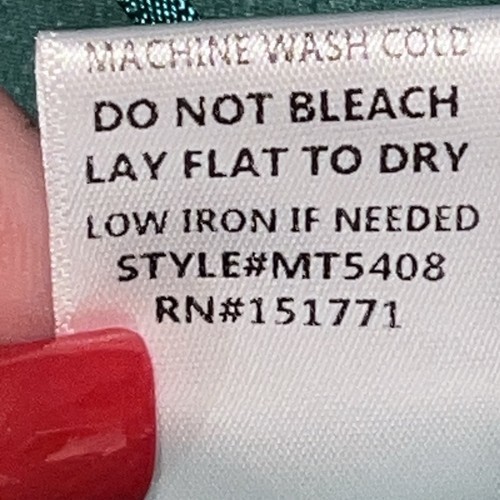 MACHINE WASH COLD
DO NOT BLEACH
LAY FLAT TO DRY
LOW IRON IF NEEDED
STYLE#MT5408
RN#151771